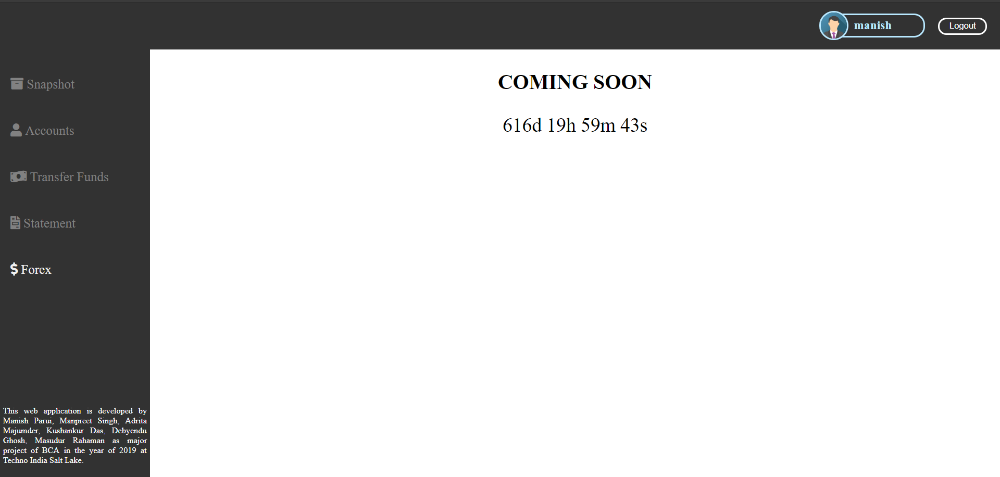 manish
Logout
Snapshot
Accounts
Transfer Funds
Statement
Forex
COMING SOON
616d 19h 59m 43s
This web application is developed by
Manish Parui, Manpreet Singh, Adrita
Majumder, Kushankur Das, Debyendu
Ghosh, Masudur Rahaman as major
project of BCA in the year of 2019 at
Techno India Salt Lake.